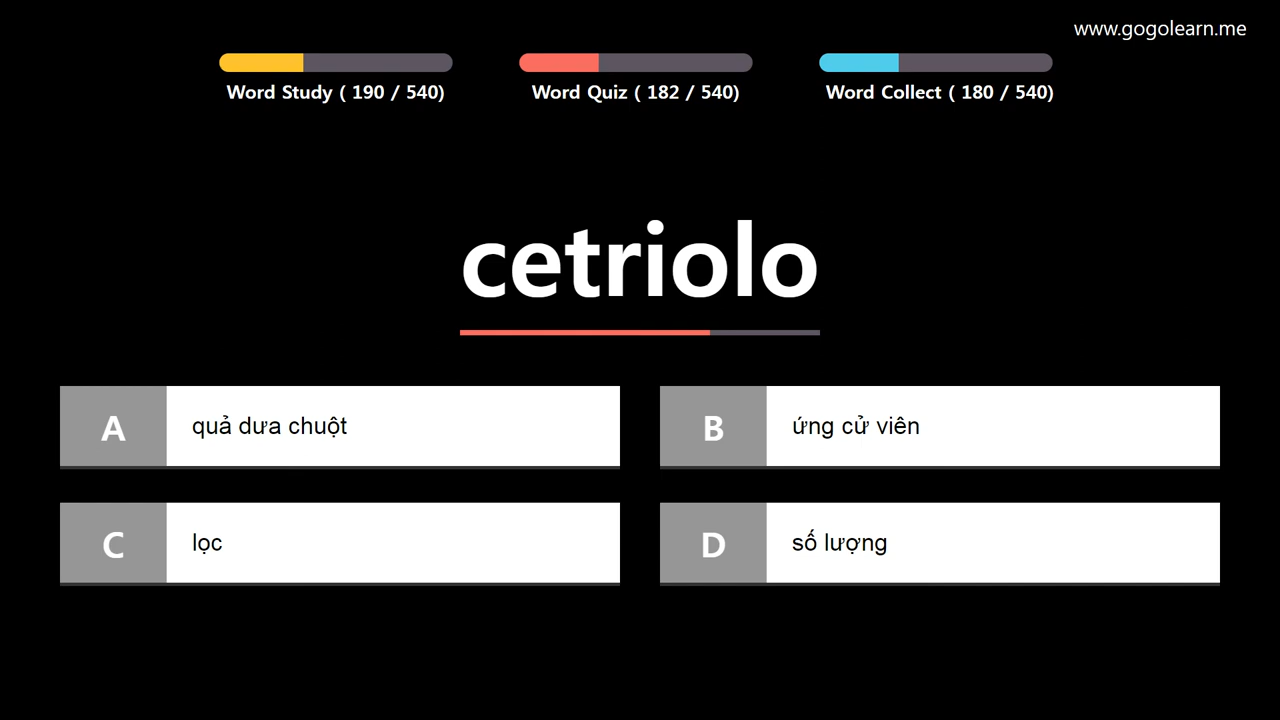 www.gogolearn.me
Word Study ( 190 / 540)
Word Quiz ( 182 / 540)
Word Collect ( 180 / 540)
cetriolo
A quả dưa chuột
B ứng cử viên
C lọc
D số lượng